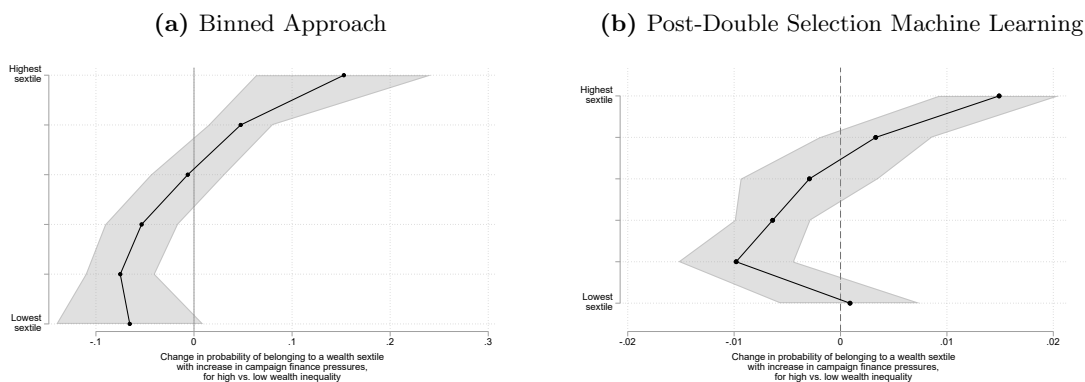 (a) Binned Approach
Highest
sextile
Lowest
sextile
-.1
0
.1
.2
.3
Change in probability of belonging to a wealth sextile
with increase in campaign finance pressures,
for high vs. low wealth inequality
(b) Post-Double Selection Machine Learning
Highest
sextile
Lowest
sextile
-.02
-.01
0
.01
.02
Change in probability of belonging to a wealth sextile
with increase in campaign finance pressures,
for high vs. low wealth inequality